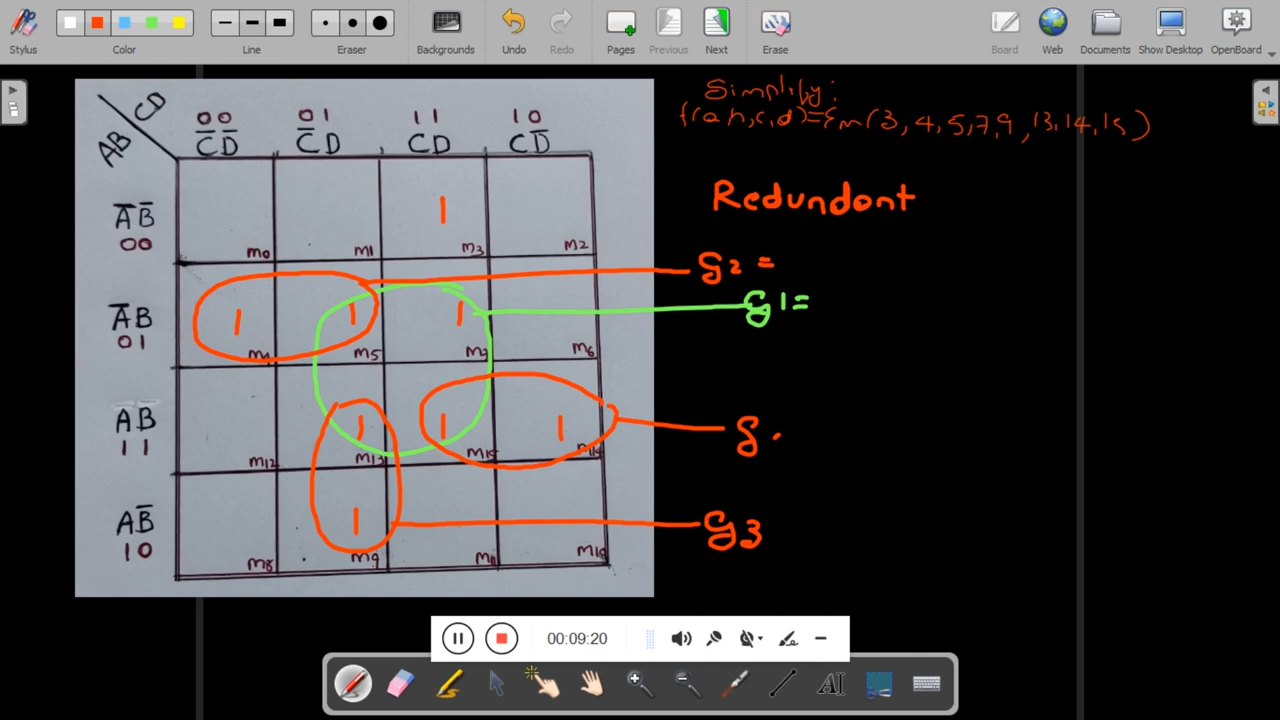 Stylus
Color
Line
Eraser
Backgrounds
Undo
Redo
Pages
Previous
Next
Erase
Board
Web
Documents
Show Desktop
OpenBoard
Simplify:
f(a,b,c,d)=Σm(3,4,5,7,9,13,14,15)
Redundont
AB
CD
00 01 11 10
C̅D̅ C̅D CD CD̅
A̅B̅
00
m0 m1 m3 m2
1
G2 =
G1=
A̅B
01
1 1 1
m4 m5 m7 m6
AB
11
1 1 1
m12 m13 m15 m14
G3
AB̅
10
1
m8 m9 m11 m10
00:09:20
AI